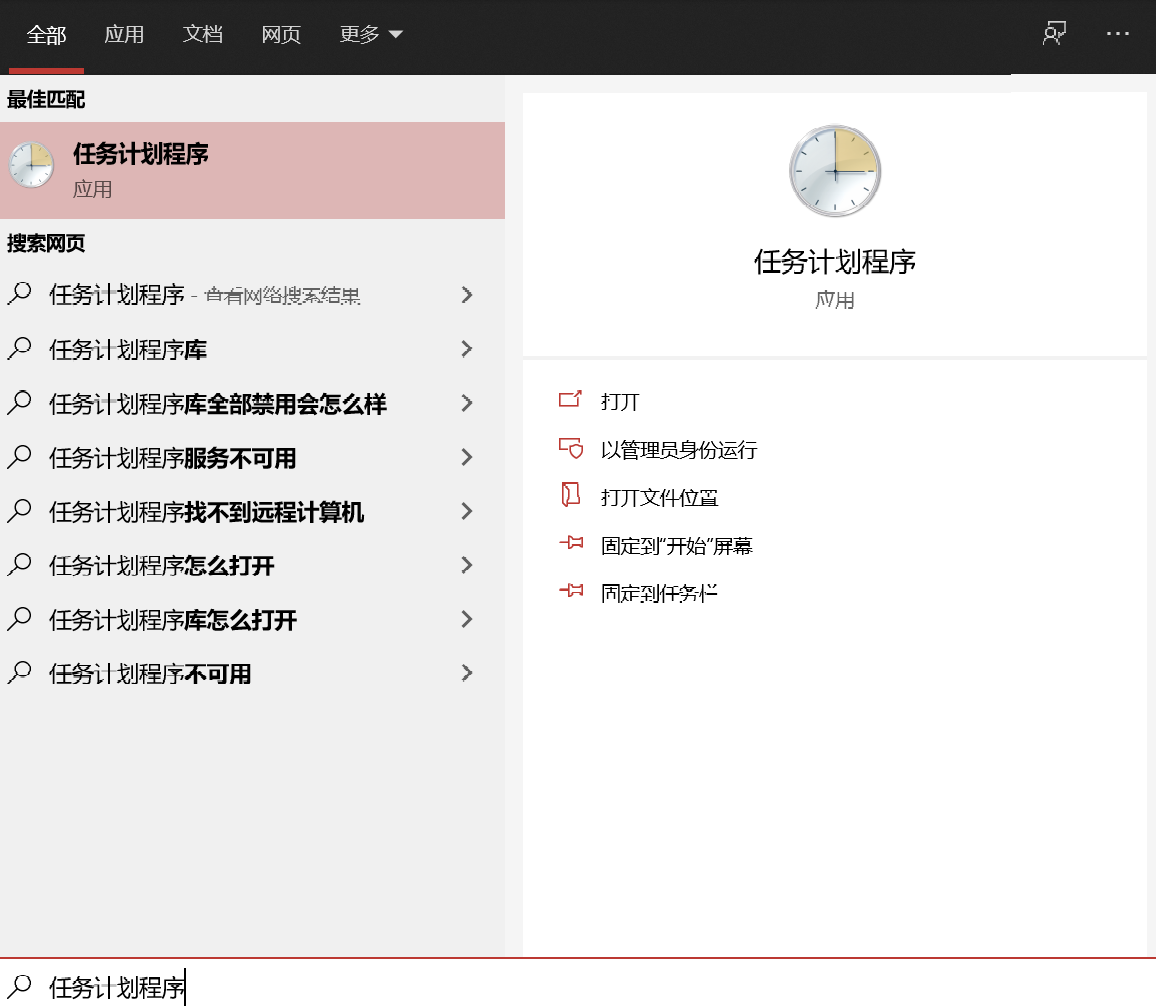 全部 应用 文档 网页 更多
最佳匹配
任务计划程序
应用
搜索网页
任务计划程序 - 查看网络搜索结果
任务计划程序库
任务计划程序库全部禁用会怎么样
任务计划程序服务不可用
任务计划程序找不到远程计算机
任务计划程序怎么打开
任务计划程序库怎么打开
任务计划程序不可用
任务计划程序
应用
打开
以管理员身份运行
打开文件位置
固定到“开始”屏幕
固定到任务栏
任务计划程序